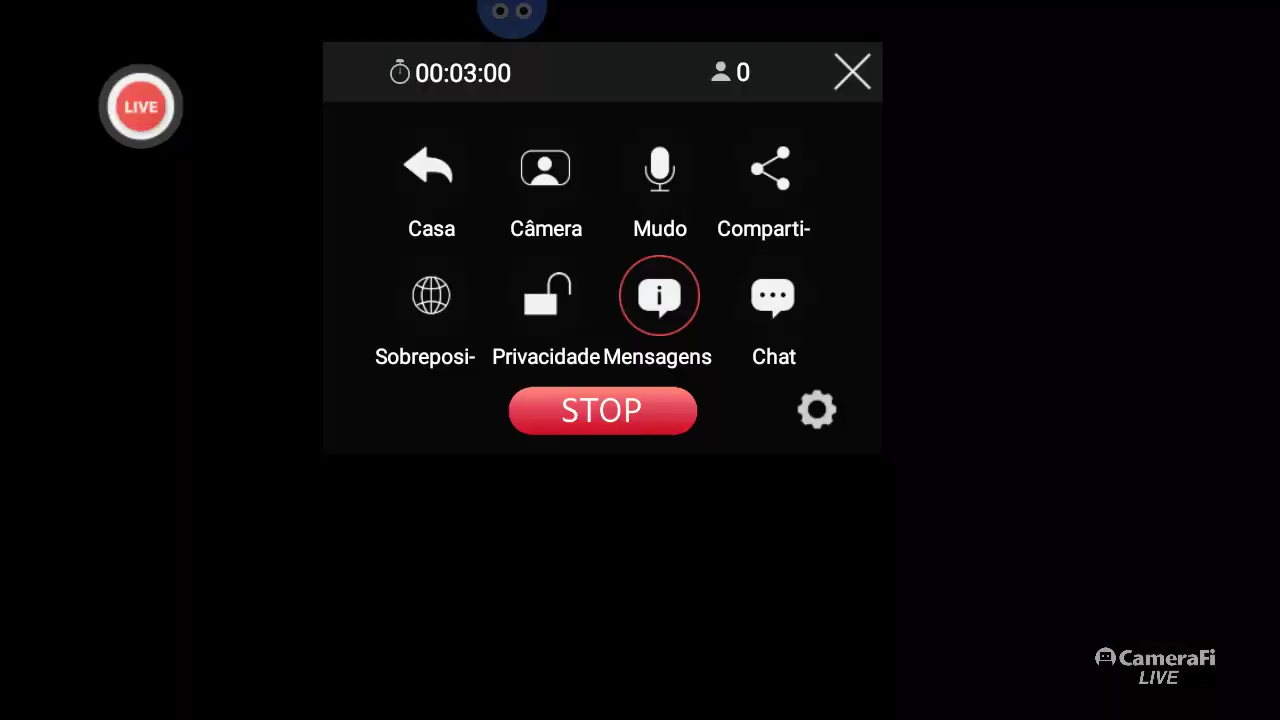 00:03:00 0
LIVE
Casa Câmera Mudo Comparti-
Sobreposi- Privacidade Mensagens Chat
STOP
CameraFi
LIVE